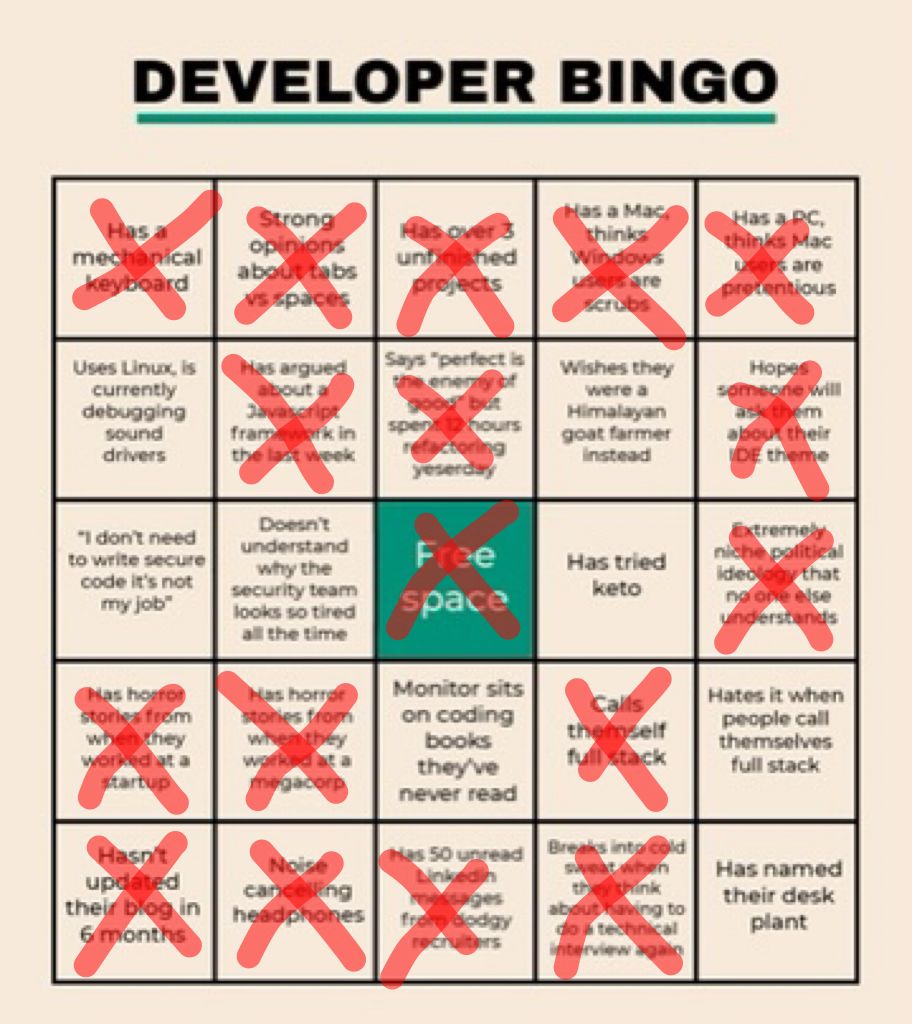 DEVELOPER BINGO
Has a
mechanical
keyboard
Strong
opinions
about tabs
vs spaces
Has over 3
unfinished
projects
Has a Mac,
thinks
Windows
users are
scrubs
Has a PC,
thinks Mac
users are
pretentious
Uses Linux, is
currently
debugging
sound
drivers
Has argued
about a
Javascript
framework in
the last week
Says "perfect is
the enemy of
good" but
spent 12 hours
refactoring
yeserday
Wishes they
were a
Himalayan
goat farmer
instead
Hopes
someone will
ask them
about their
IDE theme
"I don't need
to write secure
code it's not
my job"
Doesn't
understand
why the
security team
looks so tired
all the time
Free
space
Has tried
keto
Extremely
niche political
ideology that
no one else
understands
Has horror
stories from
when they
worked at a
startup
Has horror
stories from
when they
worked at a
megacorp
Monitor sits
on coding
books
they've
never read
Calls
themself
full stack
Hates it when
people call
themselves
full stack
Hasn't
updated
their blog in
6 months
Noise
cancelling
headphones
Has 50 unread
Linkedin
messages
from dodgy
recruiters
Breaks into cold
sweat when
they think
about having to
do a technical
interview again
Has named
their desk
plant